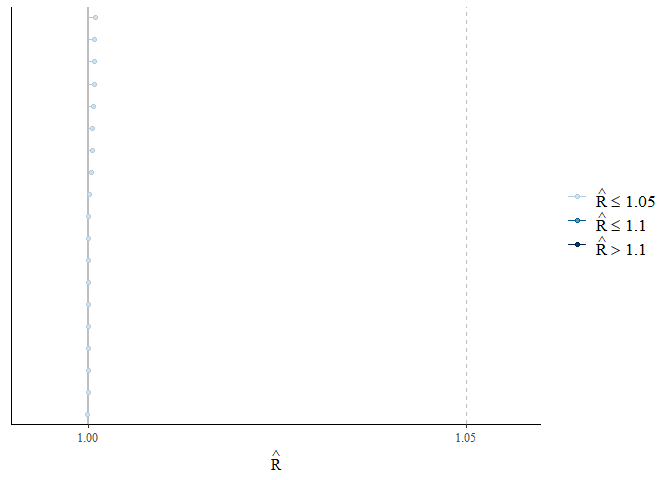 R̂ ≤ 1.05
R̂ ≤ 1.1
R̂ > 1.1
1.00 1.05
R̂